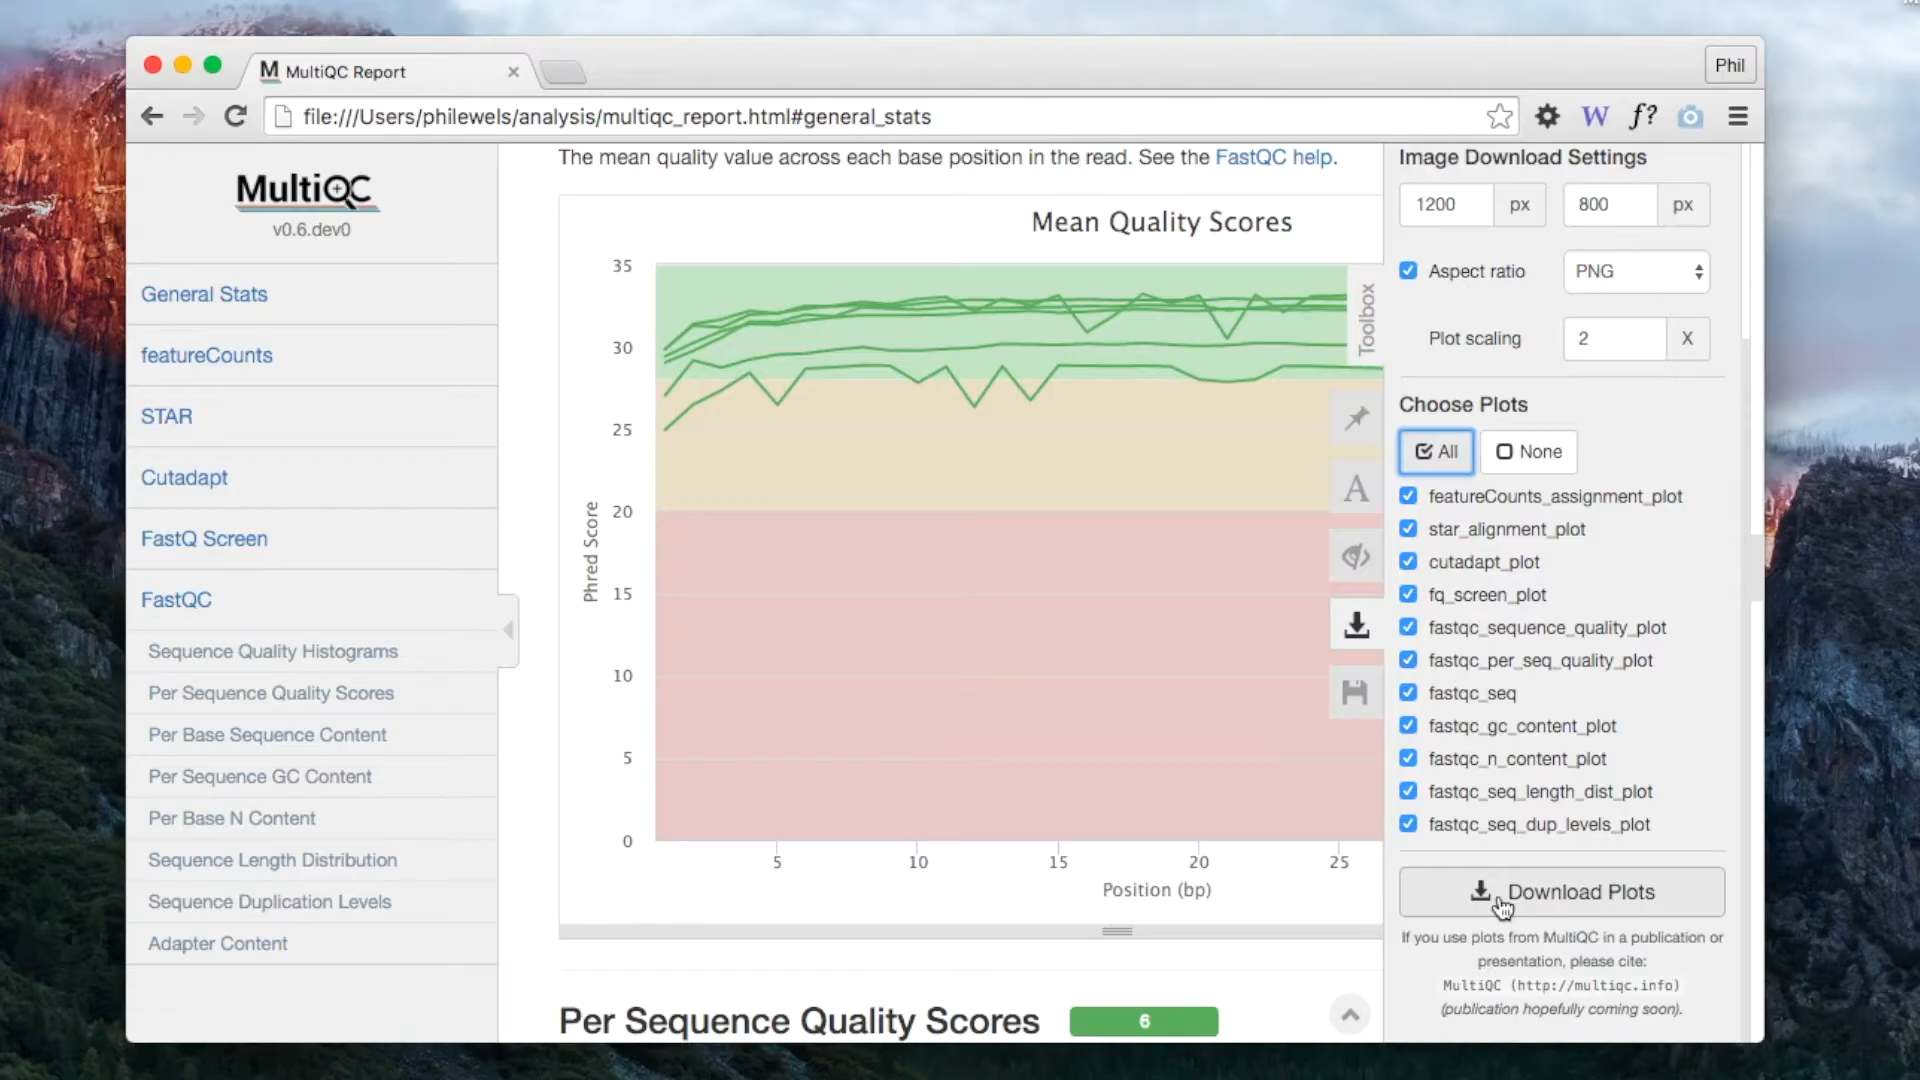 MultiQC Report
Phil
file:///Users/philewels/analysis/multiqc_report.html#general_stats
W
f?
MultiQC
v0.6.dev0
General Stats
featureCounts
STAR
Cutadapt
FastQ Screen
FastQC
Sequence Quality Histograms
Per Sequence Quality Scores
Per Base Sequence Content
Per Sequence GC Content
Per Base N Content
Sequence Length Distribution
Sequence Duplication Levels
Adapter Content
The mean quality value across each base position in the read. See the FastQC help.
Mean Quality Scores
35
30
25
20
15
10
5
0
Phred Score
5
10
15
20
25
Position (bp)
Per Sequence Quality Scores
6
Toolbox
A
Image Download Settings
1200 px
800 px
Aspect ratio
PNG
Plot scaling
2 X
Choose Plots
All
None
featureCounts_assignment_plot
star_alignment_plot
cutadapt_plot
fq_screen_plot
fastqc_sequence_quality_plot
fastqc_per_seq_quality_plot
fastqc_seq
fastqc_gc_content_plot
fastqc_n_content_plot
fastqc_seq_length_dist_plot
fastqc_seq_dup_levels_plot
Download Plots
If you use plots from MultiQC in a publication or
presentation, please cite:
MultiQC (http://multiqc.info)
(publication hopefully coming soon).